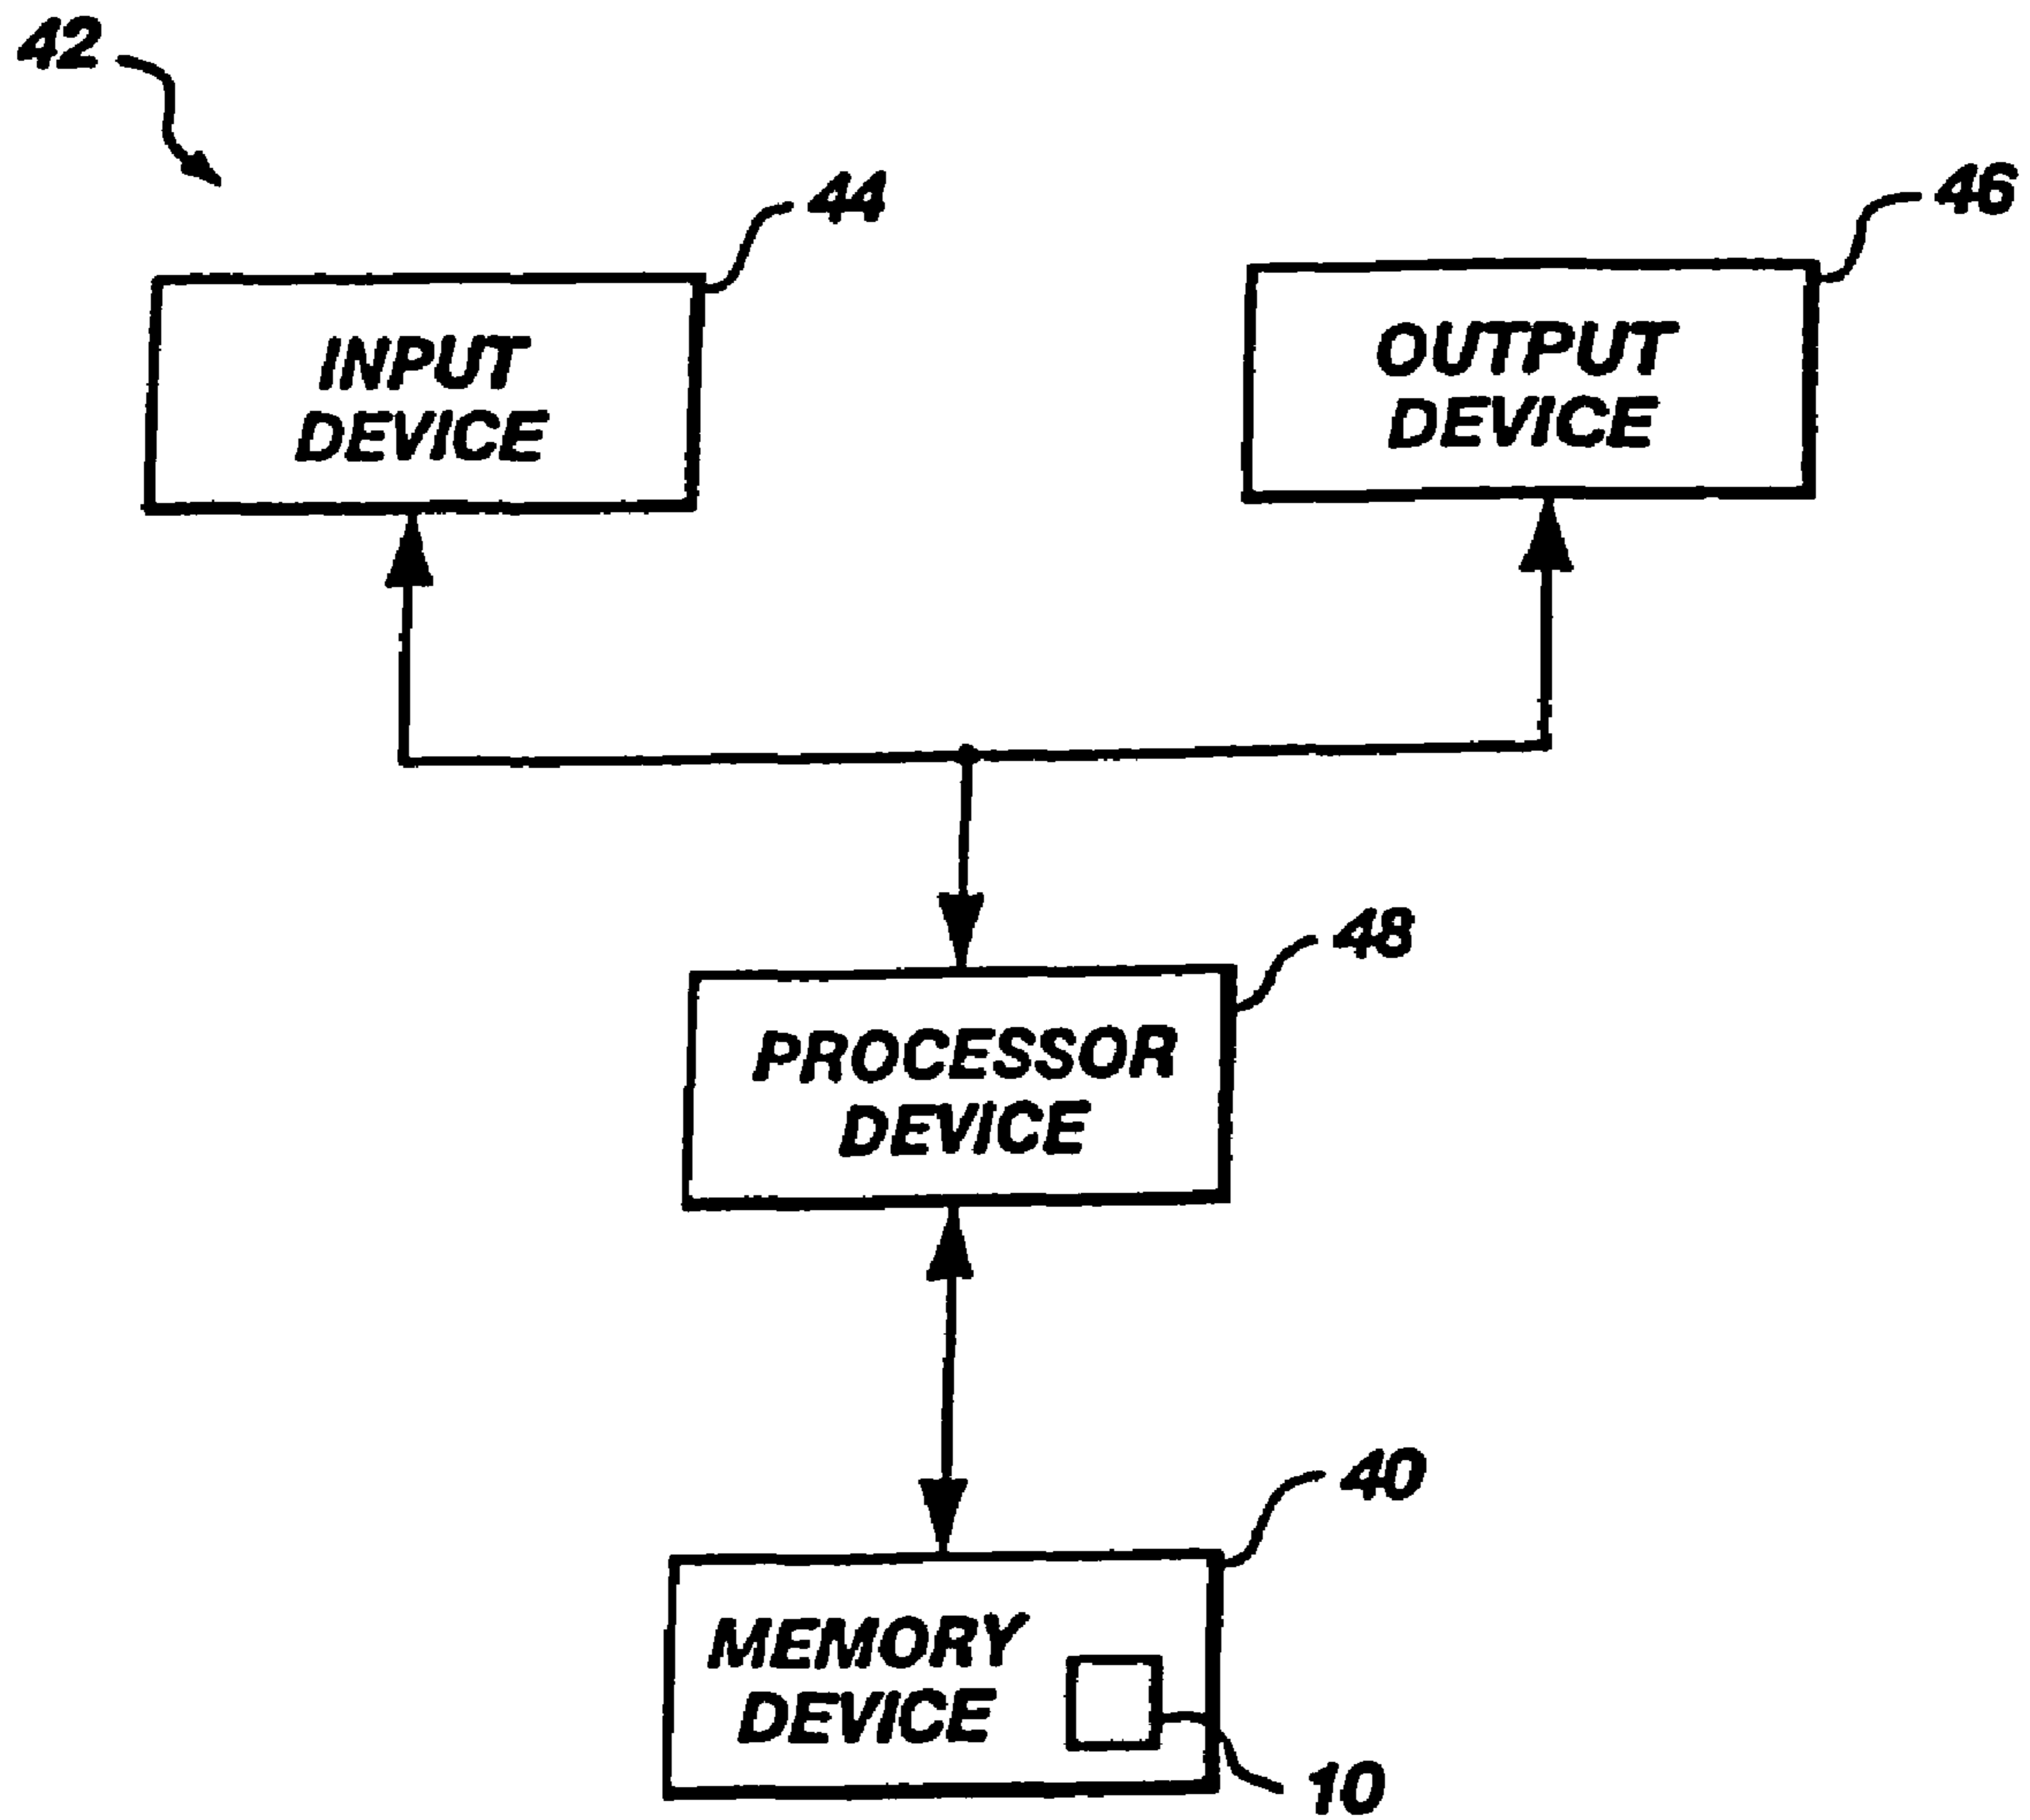 42
44
46
INPUT
DEVICE
OUTPUT
DEVICE
48
PROCESSOR
DEVICE
40
MEMORY
DEVICE
10